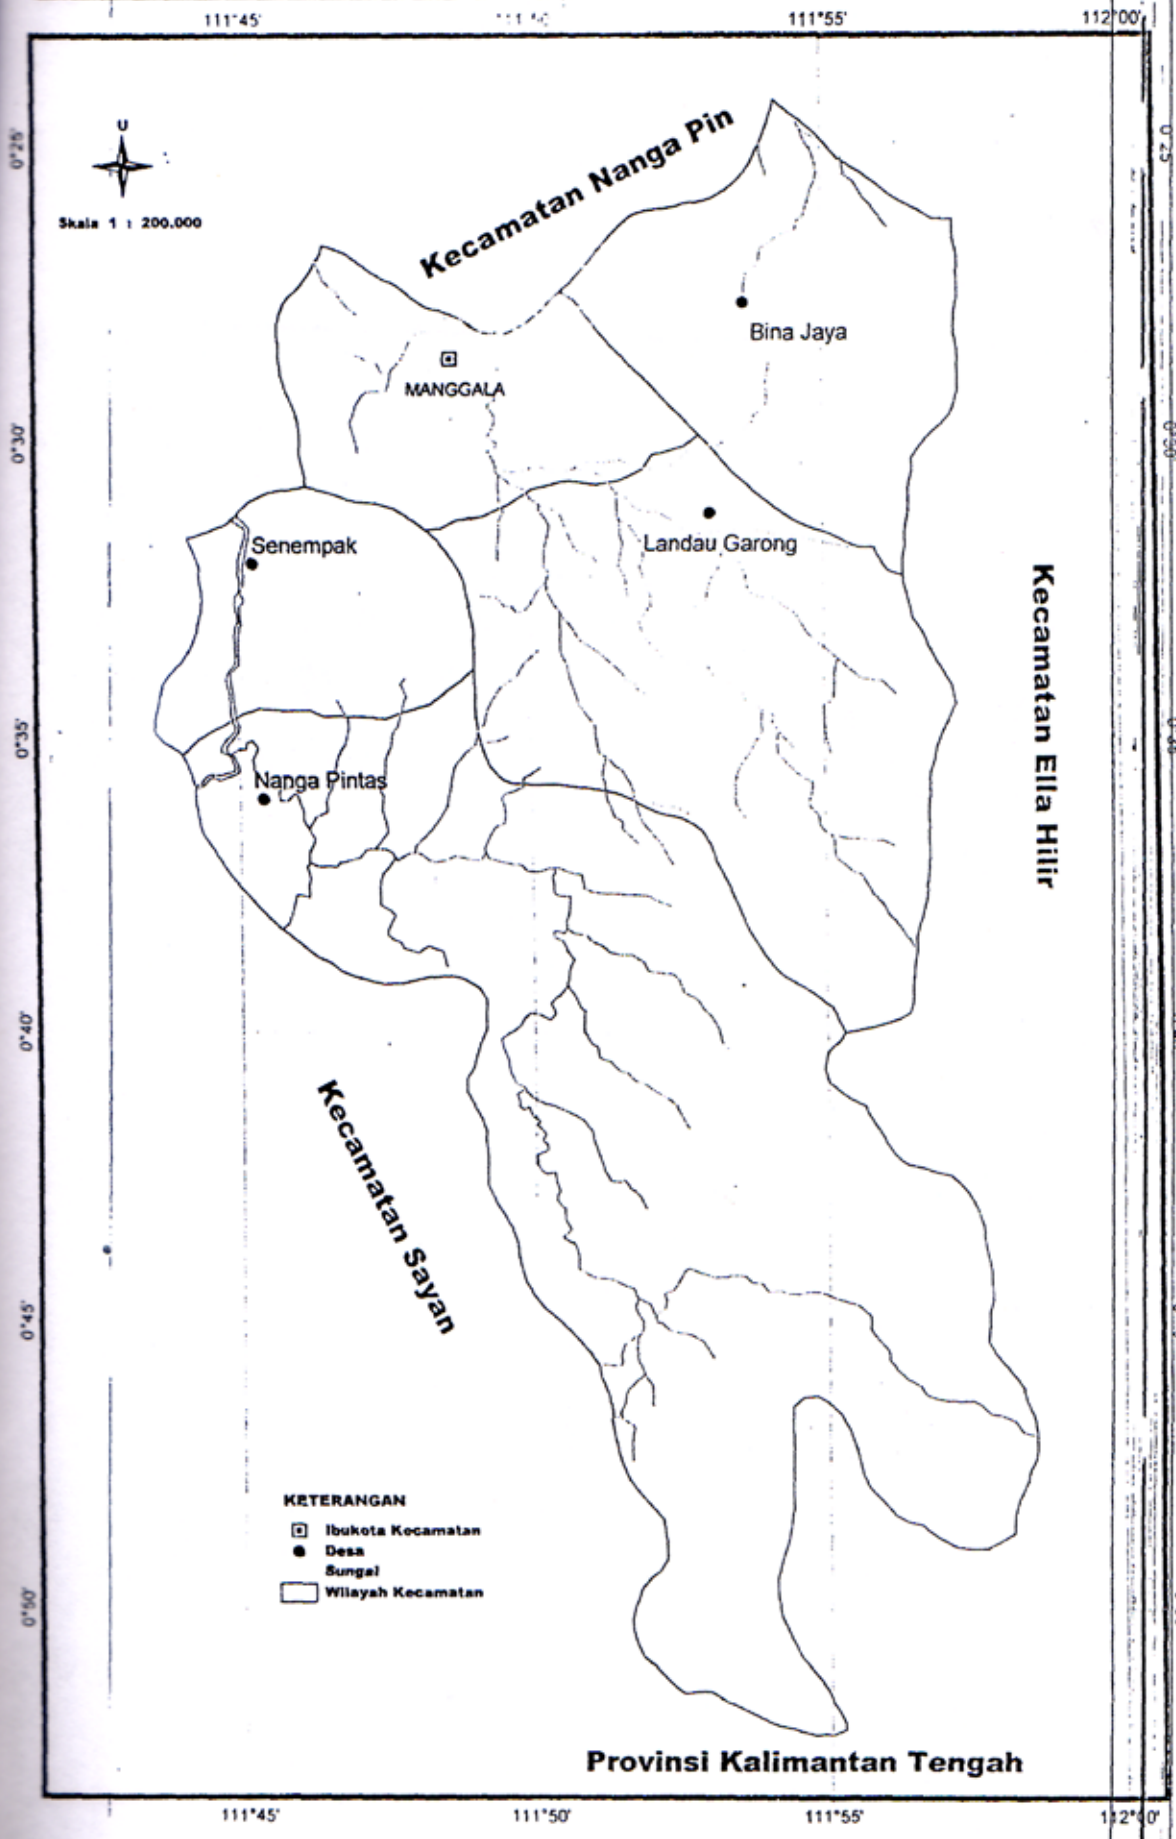 111°45'
111°55'
112°00'
0°25'
0°25
U
Skala 1 : 200.000
Kecamatan Nanga Pin
Bina Jaya
MANGGALA
0°30'
Landau Garong
Senempak
Kecamatan Ella Hilir
0°35'
Nanga Pintas
0°40'
Kecamatan Sayan
0°45'
KETERANGAN
Ibukota Kecamatan
Desa
Sungai
Wilayah Kecamatan
0°50'
Provinsi Kalimantan Tengah
111°45'
111°50'
111°55'
112°00'